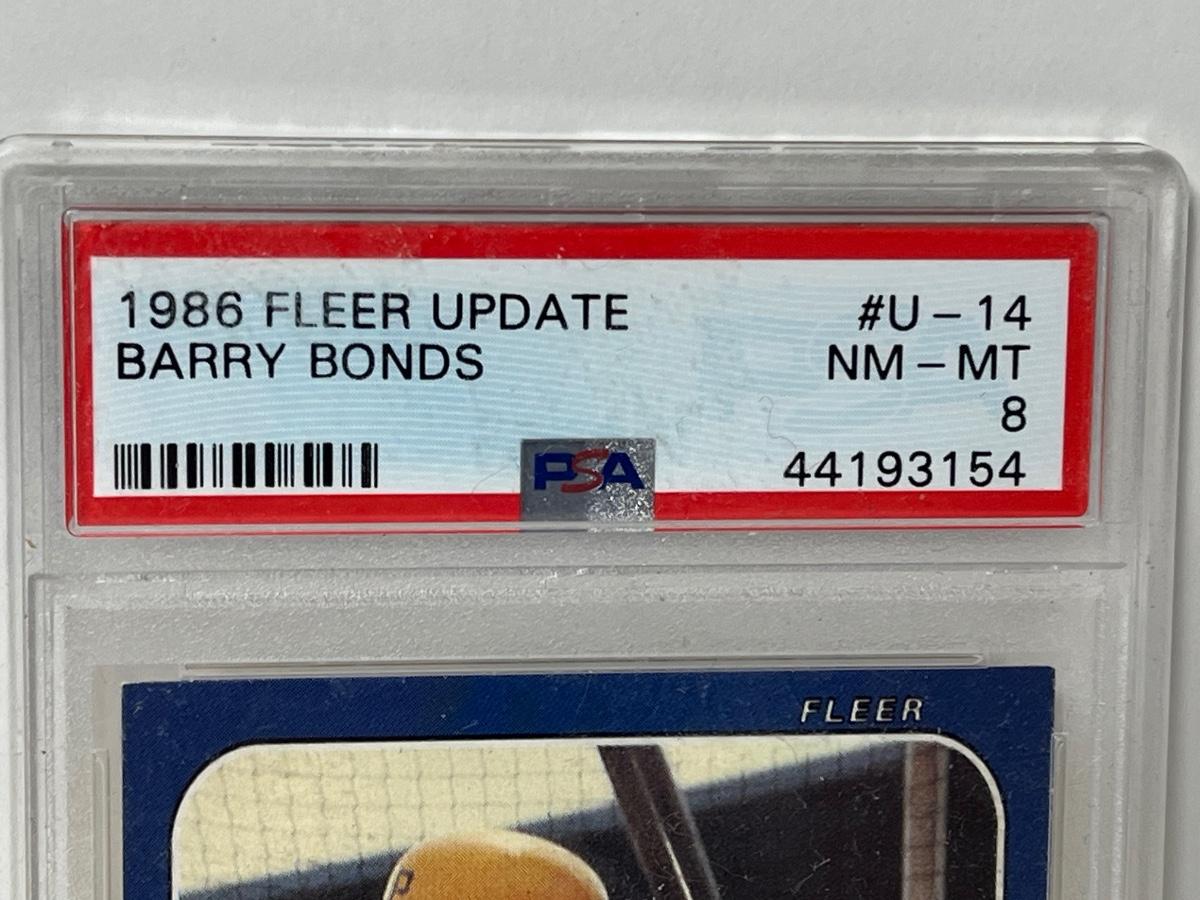 1986 FLEER UPDATE #U-14
BARRY BONDS NM-MT
8
PSA 44193154
FLEER
P